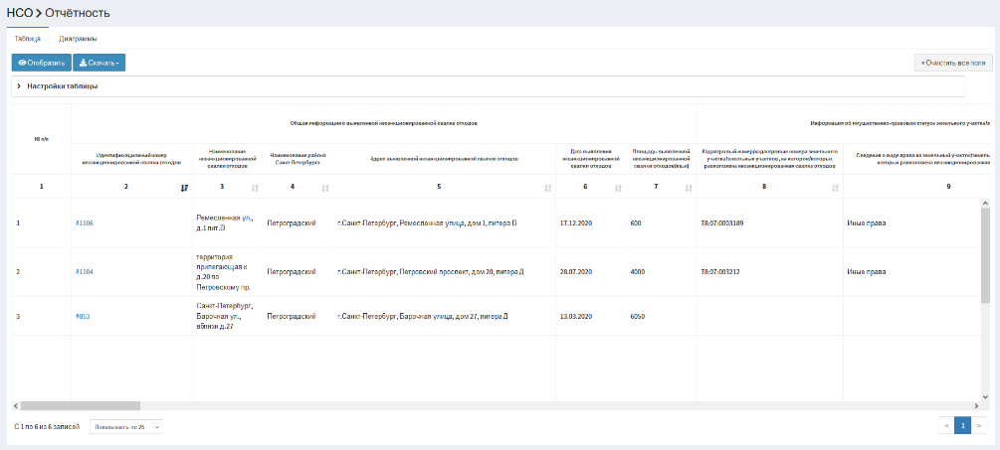 НСО > Отчётность
Таблица Диаграммы
Отобразить Скачать × Очистить все поля
Настройки таблицы
№ п/п
Общая информация о выявленной несанкционированной свалке отходов
Информация об имущественно-правовом статусе земельного участка/з
Идентификационный номер
несанкционированной свалки отходов
Наименование
несанкционированной
свалки отходов
Наименование района
Санкт-Петербурга
Адрес выявленной несанкционированной свалки отходов
Дата выявления
несанкционированной
свалки отходов
Площадь выявленной
несанкционированной
свалки отходов(кв.м)
Кадастровый номер/кадастровые номера земельного
участка/земельных участков, на котором/которых
расположена несанкционированная свалка отходов
Сведения о виде права на земельный участок/земель
которых расположена несанкционированная
1 2 3 4 5 6 7 8 9
1 #1106
Ремесленная ул.,
д.1 лит.В
Петроградский г.Санкт-Петербург, Ремесленная улица, дом 1, литера В 17.12.2020 600 78:07:0003189 Иные права
2 #1104
территория
прилегающая к
д.20 по
Петровскому пр.
Петроградский г.Санкт-Петербург, Петровский проспект, дом 20, литера Д 28.07.2020 4000 78:07:003212 Иные права
3 #853
Санкт-Петербург,
Барочная ул.,
вблизи д.27
Петроградский г.Санкт-Петербург, Барочная улица, дом 27, литера Д 13.03.2020 6050
С 1 по 6 из 6 записей Показывать по 25 < 1 >